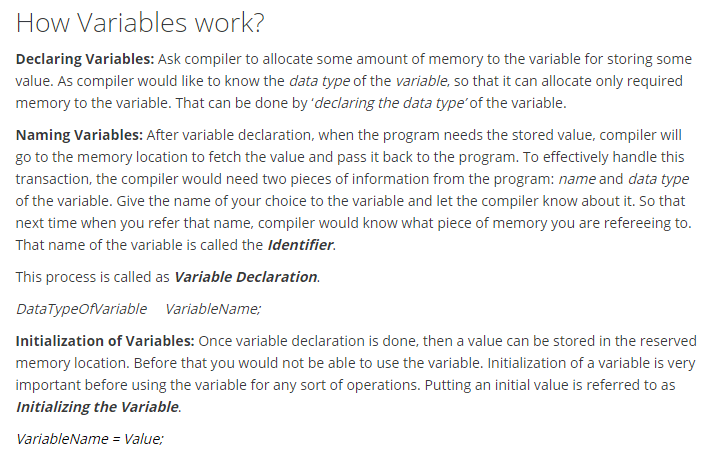 How Variables work?
Declaring Variables: Ask compiler to allocate some amount of memory to the variable for storing some
value. As compiler would like to know the data type of the variable, so that it can allocate only required
memory to the variable. That can be done by ‘declaring the data type’ of the variable.
Naming Variables: After variable declaration, when the program needs the stored value, compiler will
go to the memory location to fetch the value and pass it back to the program. To effectively handle this
transaction, the compiler would need two pieces of information from the program: name and data type
of the variable. Give the name of your choice to the variable and let the compiler know about it. So that
next time when you refer that name, compiler would know what piece of memory you are refereeing to.
That name of the variable is called the Identifier.
This process is called as Variable Declaration.
DataTypeOfVariable VariableName;
Initialization of Variables: Once variable declaration is done, then a value can be stored in the reserved
memory location. Before that you would not be able to use the variable. Initialization of a variable is very
important before using the variable for any sort of operations. Putting an initial value is referred to as
Initializing the Variable.
VariableName = Value;